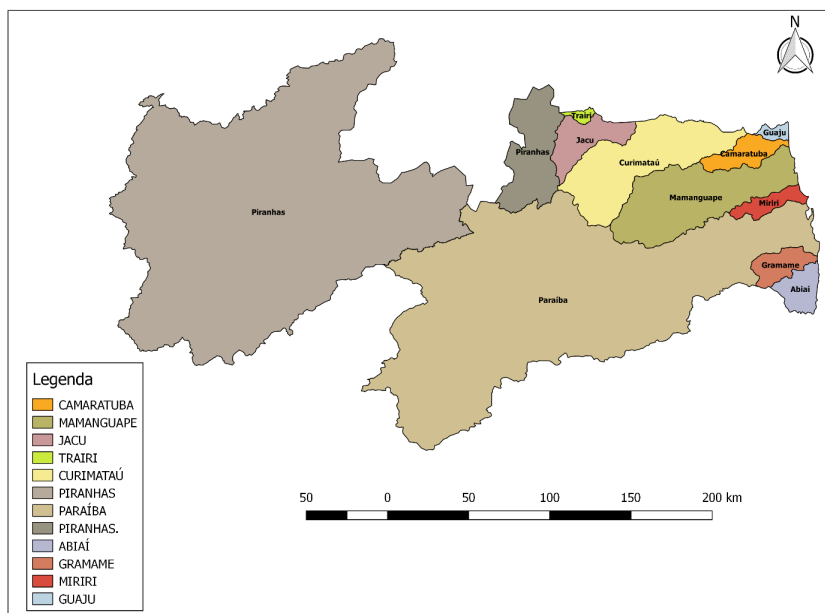 N
Trairi
Guaju
Jacu
Piranhas
Camaratuba
Curimataú
Mamanguape
Miriri
Piranhas
Gramame
Abiaí
Paraíba
Legenda
CAMARATUBA
MAMANGUAPE
JACU
TRAIRI
CURIMATAÚ
PIRANHAS
PARAÍBA
PIRANHAS.
ABIAÍ
GRAMAME
MIRIRI
GUAJU
50 0 50 100 150 200 km